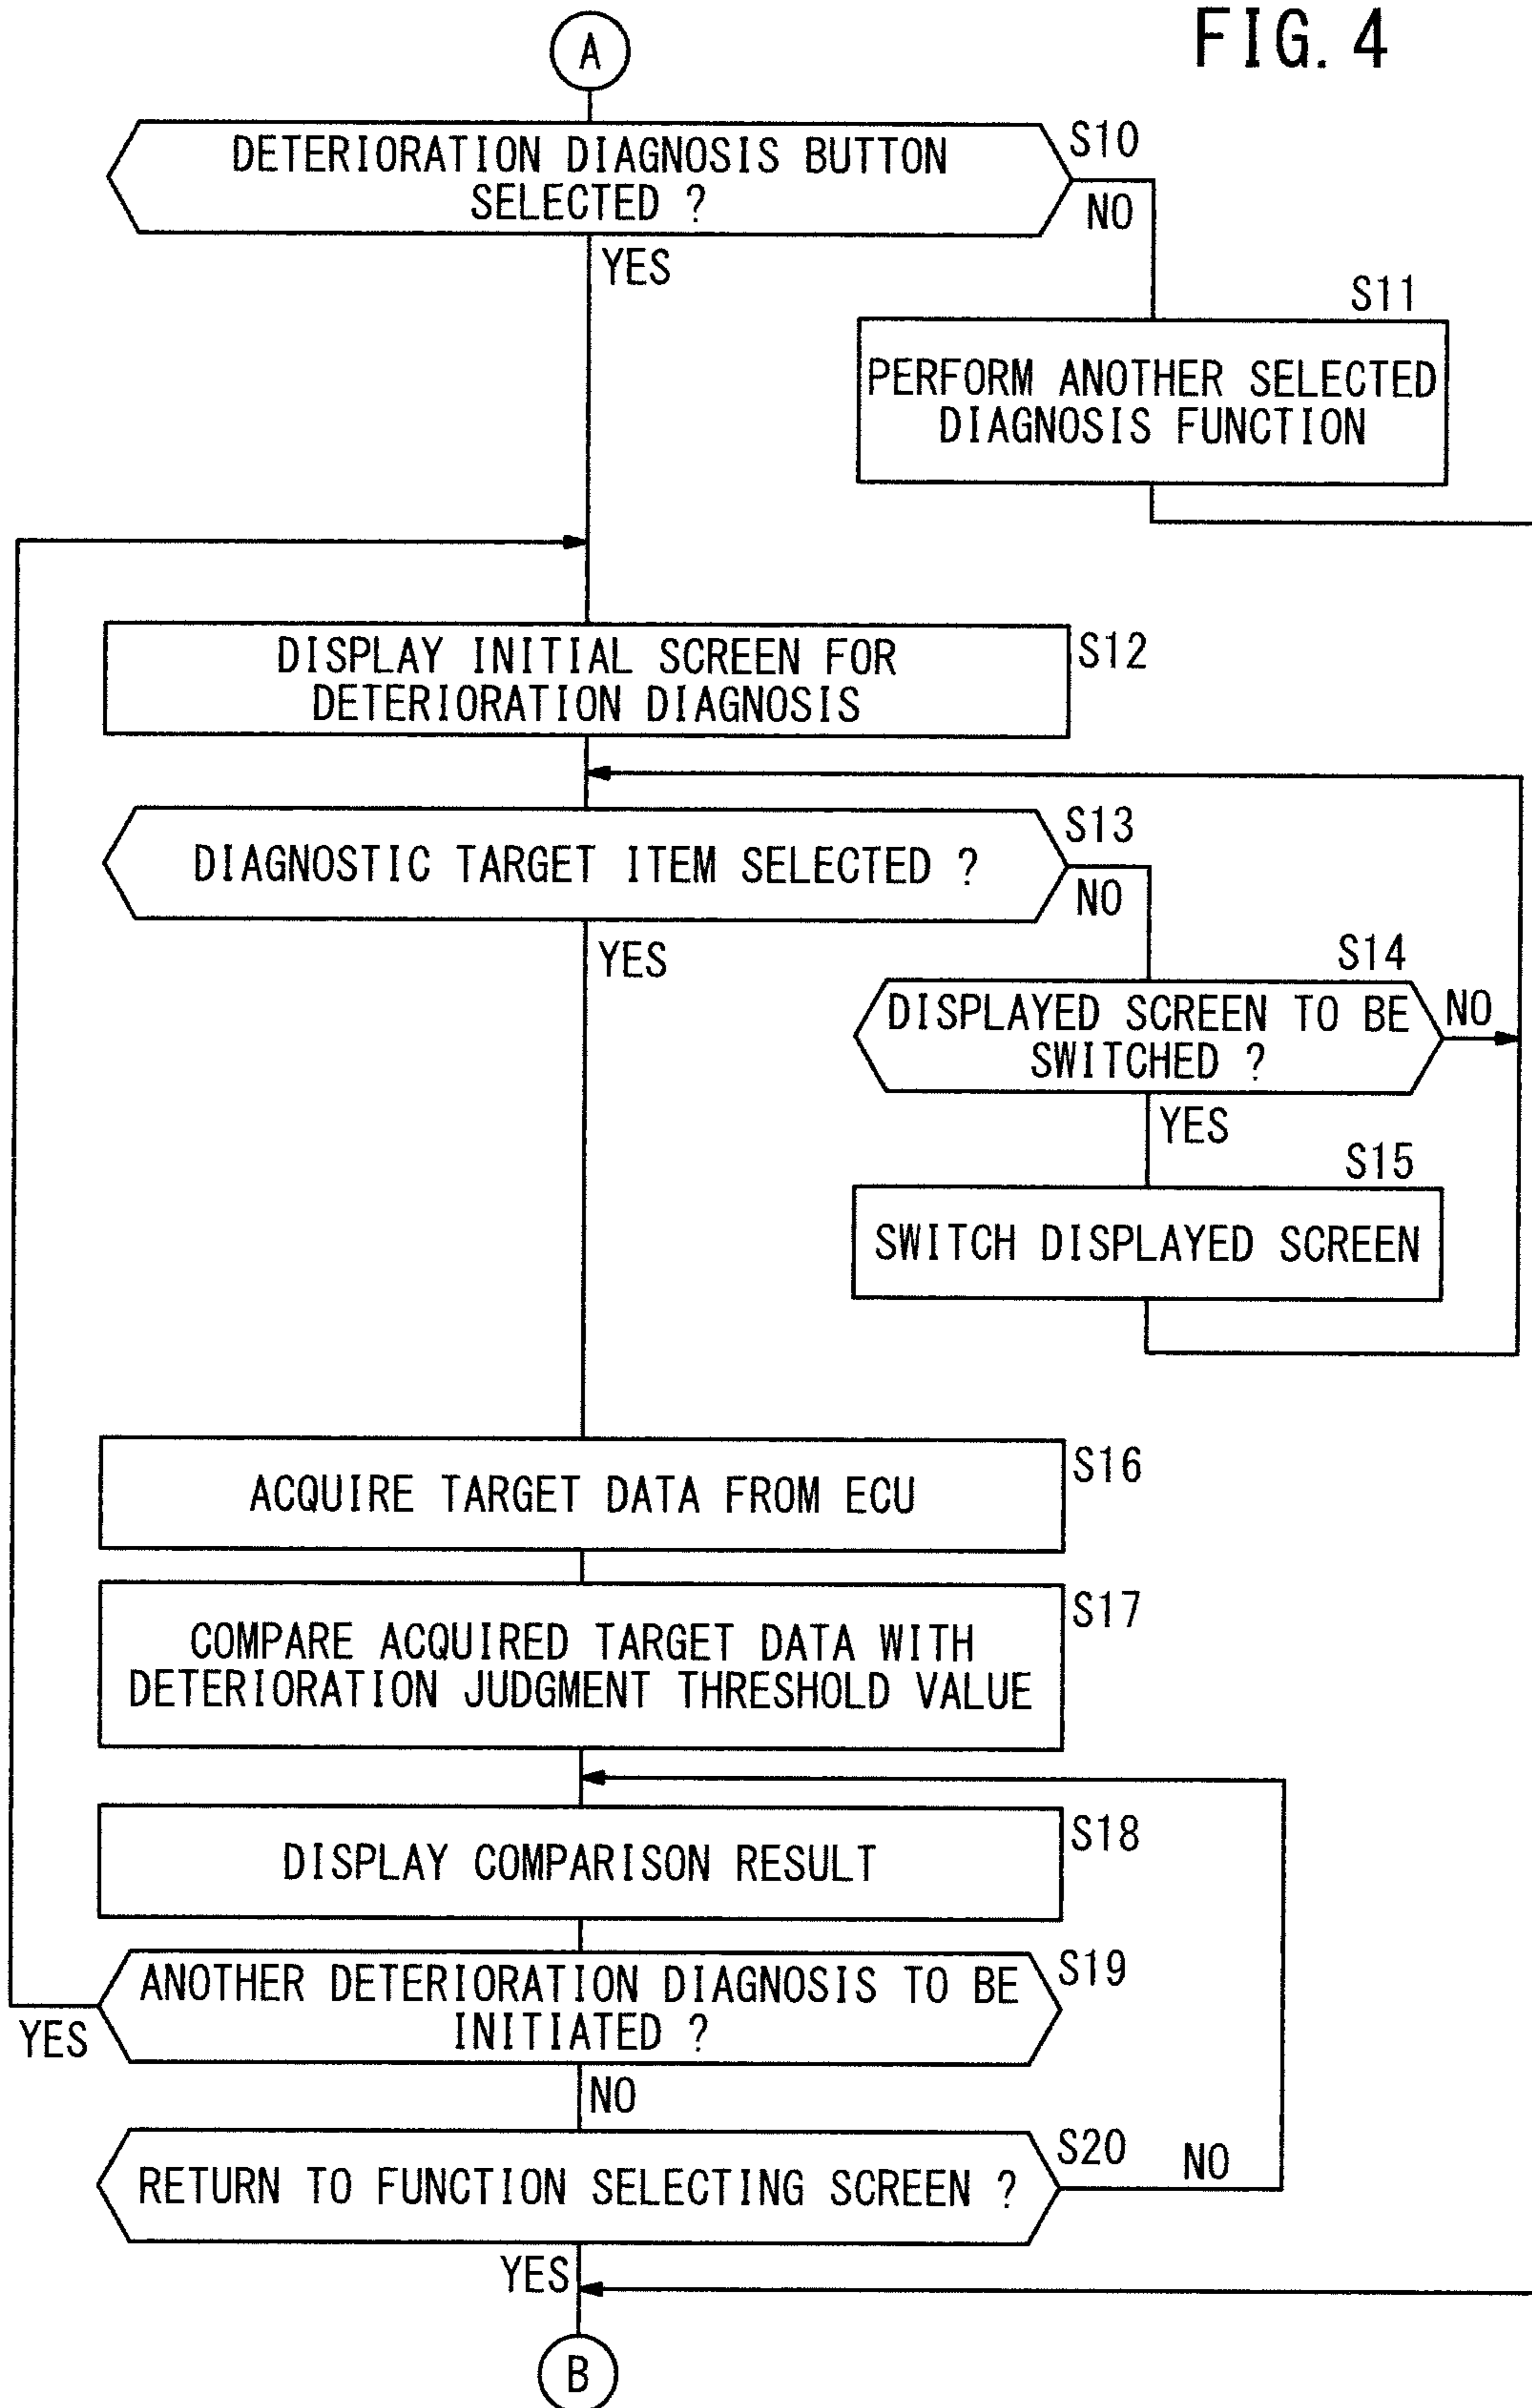 FIG. 4
A
DETERIORATION DIAGNOSIS BUTTON
SELECTED ?
S10
NO
YES
S11
PERFORM ANOTHER SELECTED
DIAGNOSIS FUNCTION
DISPLAY INITIAL SCREEN FOR
DETERIORATION DIAGNOSIS
S12
DIAGNOSTIC TARGET ITEM SELECTED ?
S13
NO
YES
S14
DISPLAYED SCREEN TO BE
SWITCHED ?
NO
YES
S15
SWITCH DISPLAYED SCREEN
ACQUIRE TARGET DATA FROM ECU
S16
COMPARE ACQUIRED TARGET DATA WITH
DETERIORATION JUDGMENT THRESHOLD VALUE
S17
DISPLAY COMPARISON RESULT
S18
ANOTHER DETERIORATION DIAGNOSIS TO BE
INITIATED ?
S19
YES
NO
RETURN TO FUNCTION SELECTING SCREEN ?
S20
NO
YES
B